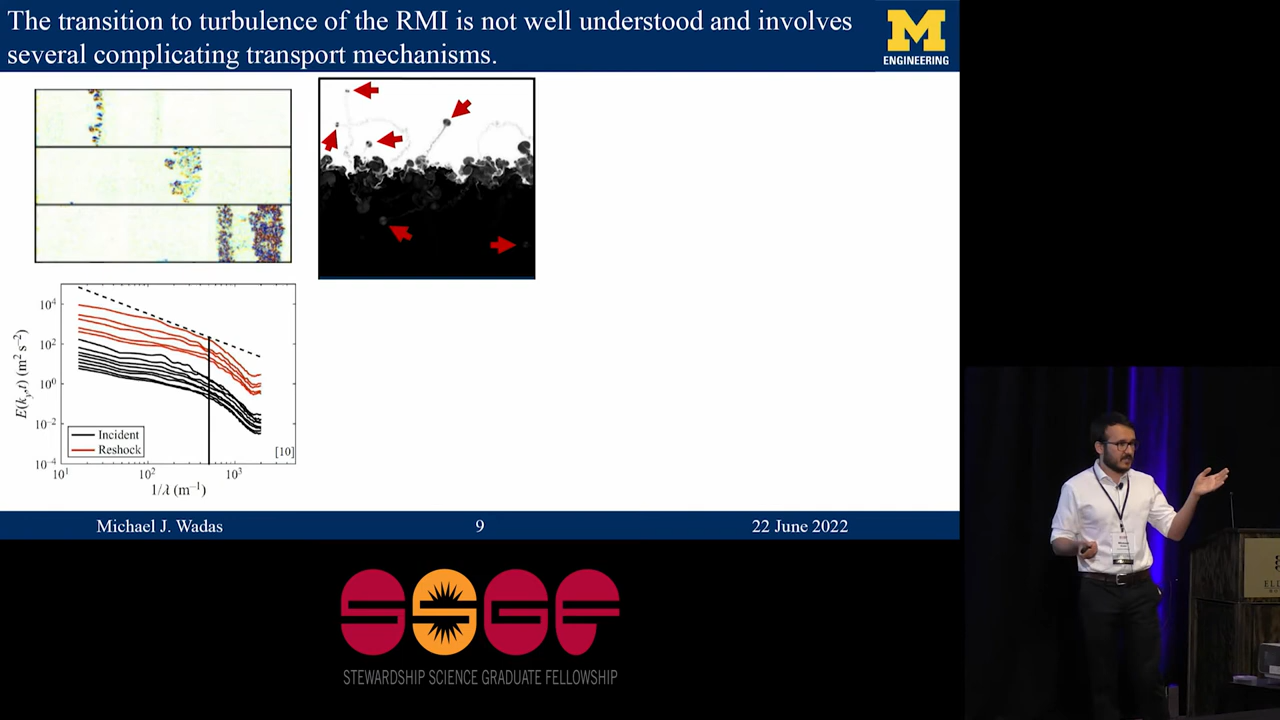 The transition to turbulence of the RMI is not well understood and involves
several complicating transport mechanisms.
M
ENGINEERING
E(k_y,t) (m² s⁻²)
10⁴
10²
10⁰
10⁻²
10⁻⁴
Incident
Reshock
[10]
10¹
10²
10³
1/λ (m⁻¹)
Michael J. Wadas
9
22 June 2022
SSGF
STEWARDSHIP SCIENCE GRADUATE FELLOWSHIP